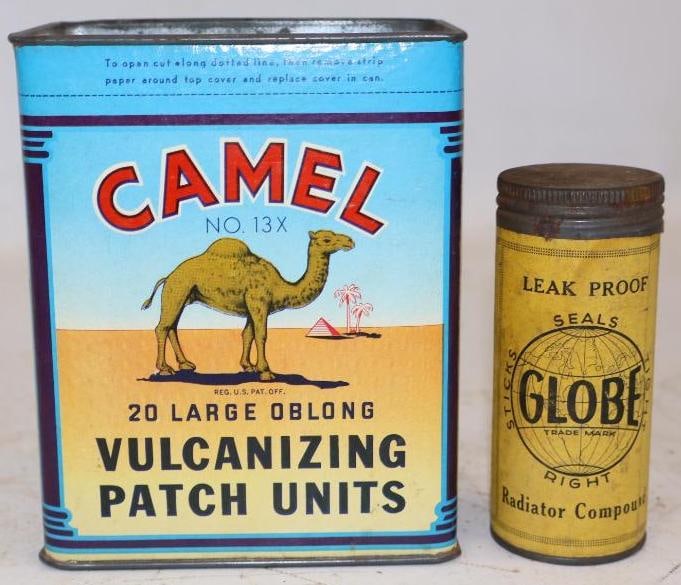 To open cut along dotted line, then remove strip
paper around top cover and replace cover in can.
CAMEL
NO. 13X
REG. U.S. PAT. OFF.
20 LARGE OBLONG
VULCANIZING
PATCH UNITS
LEAK PROOF
SEALS
STICKS
GLOBE
TRADE MARK
RIGHT
Radiator Compound